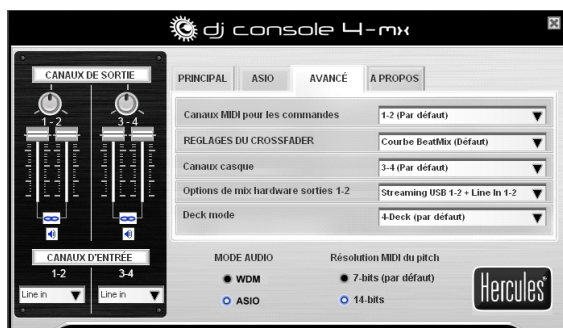 dj console 4-mx
CANAUX DE SORTIE
1 - 2
3 - 4
CANAUX D'ENTRÉE
1-2
3-4
Line in
Line in
PRINCIPAL
ASIO
AVANCÉ
A PROPOS
Canaux MIDI pour les commandes
1-2 (Par défaut)
REGLAGES DU CROSSFADER
Courbe BeatMix (Défaut)
Canaux casque
3-4 (Par défaut)
Options de mix hardware sorties 1-2
Streaming USB 1-2 + Line In 1-2
Deck mode
4-Deck (par défaut)
MODE AUDIO
WDM
ASIO
Résolution MIDI du pitch
7-bits (par défaut)
14-bits
Hercules